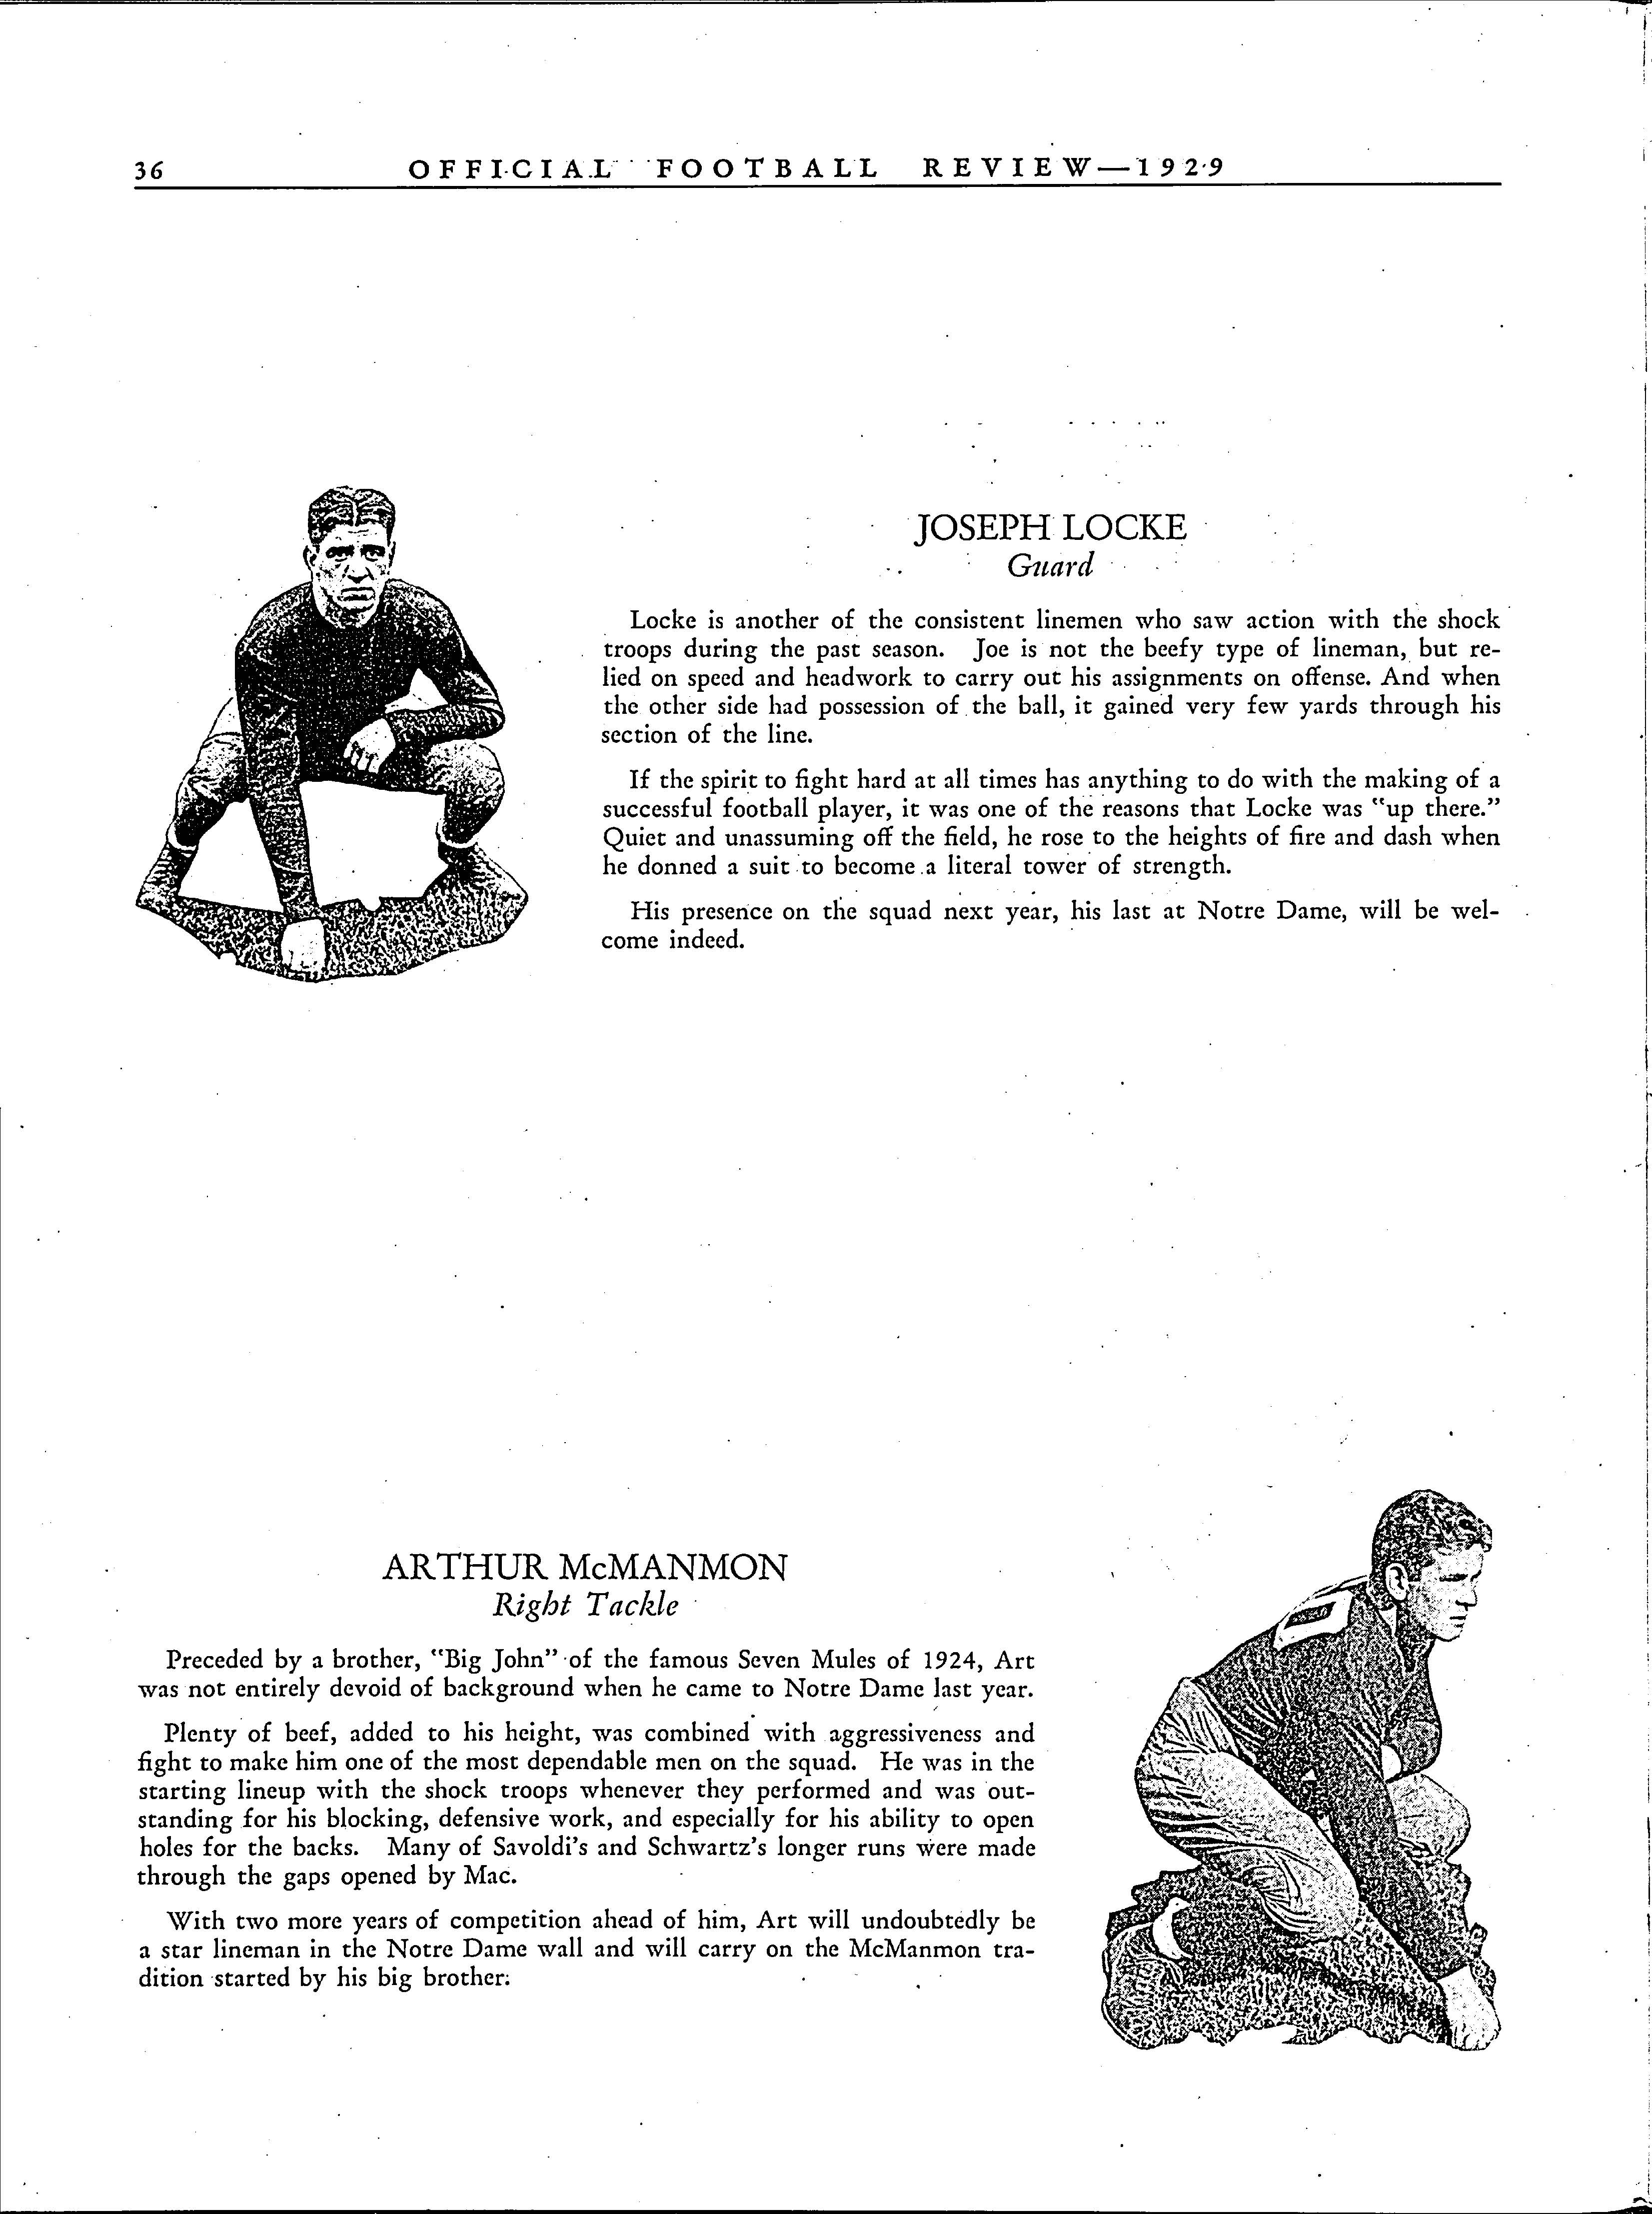 36 OFFICIAL FOOTBALL REVIEW—1929
JOSEPH LOCKE
Guard
Locke is another of the consistent linemen who saw action with the shock
troops during the past season. Joe is not the beefy type of lineman, but re-
lied on speed and headwork to carry out his assignments on offense. And when
the other side had possession of the ball, it gained very few yards through his
section of the line.
If the spirit to fight hard at all times has anything to do with the making of a
successful football player, it was one of the reasons that Locke was "up there."
Quiet and unassuming off the field, he rose to the heights of fire and dash when
he donned a suit to become a literal tower of strength.
His presence on the squad next year, his last at Notre Dame, will be wel-
come indeed.
ARTHUR McMANMON
Right Tackle
Preceded by a brother, "Big John" of the famous Seven Mules of 1924, Art
was not entirely devoid of background when he came to Notre Dame last year.
Plenty of beef, added to his height, was combined with aggressiveness and
fight to make him one of the most dependable men on the squad. He was in the
starting lineup with the shock troops whenever they performed and was out-
standing for his blocking, defensive work, and especially for his ability to open
holes for the backs. Many of Savoldi's and Schwartz's longer runs were made
through the gaps opened by Mac.
With two more years of competition ahead of him, Art will undoubtedly be
a star lineman in the Notre Dame wall and will carry on the McManmon tra-
dition started by his big brother.